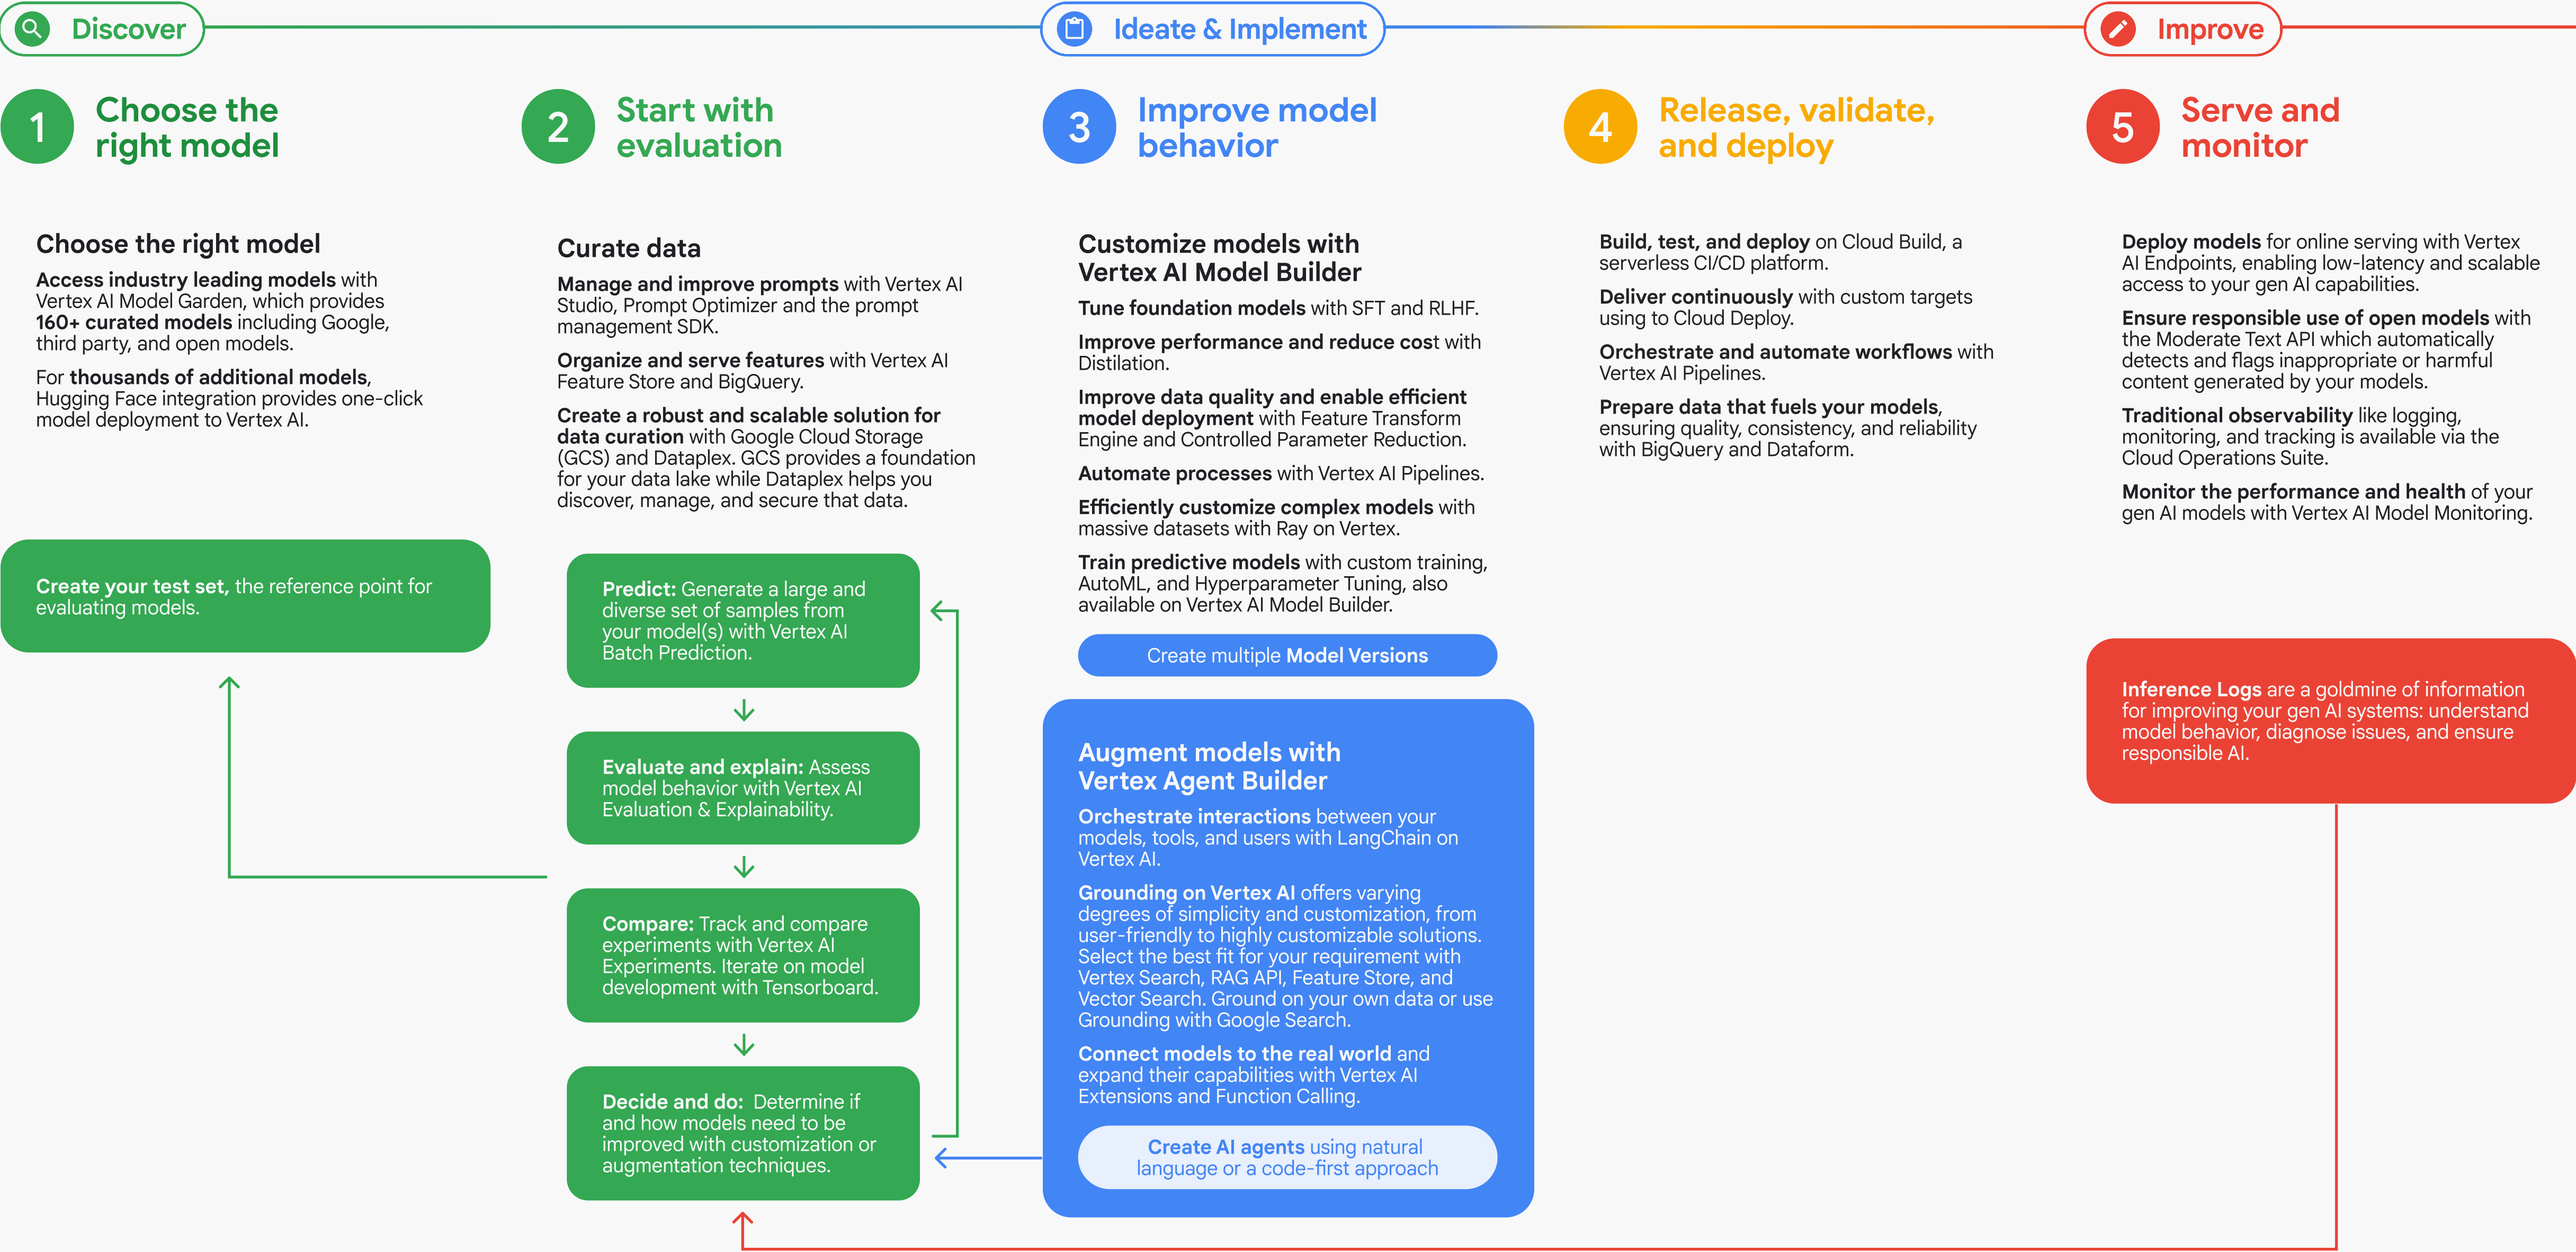 Discover
Ideate & Implement
Improve
1
Choose the
right model
2
Start with
evaluation
3
Improve model
behavior
4
Release, validate,
and deploy
5
Serve and
monitor
Choose the right model
Access industry leading models with
Vertex AI Model Garden, which provides
160+ curated models including Google,
third party, and open models.
For thousands of additional models,
Hugging Face integration provides one-click
model deployment to Vertex AI.
Create your test set, the reference point for
evaluating models.
Curate data
Manage and improve prompts with Vertex AI
Studio, Prompt Optimizer and the prompt
management SDK.
Organize and serve features with Vertex AI
Feature Store and BigQuery.
Create a robust and scalable solution for
data curation with Google Cloud Storage
(GCS) and Dataplex. GCS provides a foundation
for your data lake while Dataplex helps you
discover, manage, and secure that data.
Predict: Generate a large and
diverse set of samples from
your model(s) with Vertex AI
Batch Prediction.
Evaluate and explain: Assess
model behavior with Vertex AI
Evaluation & Explainability.
Compare: Track and compare
experiments with Vertex AI
Experiments. Iterate on model
development with Tensorboard.
Decide and do: Determine if
and how models need to be
improved with customization or
augmentation techniques.
Customize models with
Vertex AI Model Builder
Tune foundation models with SFT and RLHF.
Improve performance and reduce cost with
Distilation.
Improve data quality and enable efficient
model deployment with Feature Transform
Engine and Controlled Parameter Reduction.
Automate processes with Vertex AI Pipelines.
Efficiently customize complex models with
massive datasets with Ray on Vertex.
Train predictive models with custom training,
AutoML, and Hyperparameter Tuning, also
available on Vertex AI Model Builder.
Create multiple Model Versions
Augment models with
Vertex Agent Builder
Orchestrate interactions between your
models, tools, and users with LangChain on
Vertex AI.
Grounding on Vertex AI offers varying
degrees of simplicity and customization, from
user-friendly to highly customizable solutions.
Select the best fit for your requirement with
Vertex Search, RAG API, Feature Store, and
Vector Search. Ground on your own data or use
Grounding with Google Search.
Connect models to the real world and
expand their capabilities with Vertex AI
Extensions and Function Calling.
Create AI agents using natural
language or a code-first approach
Build, test, and deploy on Cloud Build, a
serverless CI/CD platform.
Deliver continuously with custom targets
using to Cloud Deploy.
Orchestrate and automate workflows with
Vertex AI Pipelines.
Prepare data that fuels your models,
ensuring quality, consistency, and reliability
with BigQuery and Dataform.
Deploy models for online serving with Vertex
AI Endpoints, enabling low-latency and scalable
access to your gen AI capabilities.
Ensure responsible use of open models with
the Moderate Text API which automatically
detects and flags inappropriate or harmful
content generated by your models.
Traditional observability like logging,
monitoring, and tracking is available via the
Cloud Operations Suite.
Monitor the performance and health of your
gen AI models with Vertex AI Model Monitoring.
Inference Logs are a goldmine of information
for improving your gen AI systems: understand
model behavior, diagnose issues, and ensure
responsible AI.